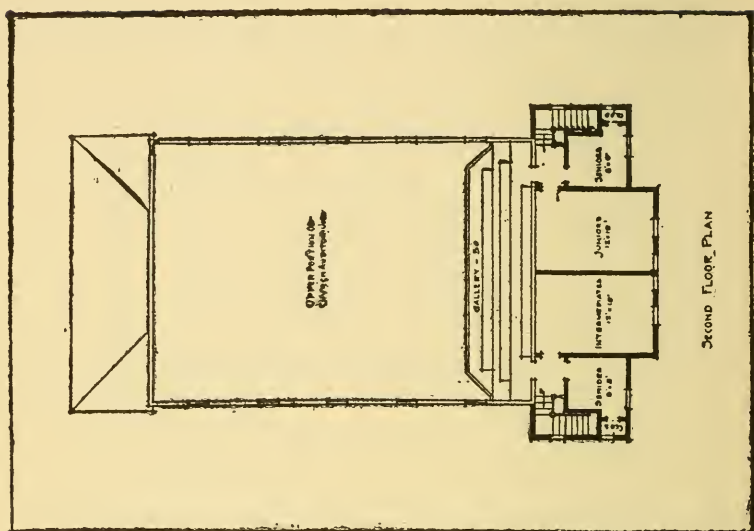 UPPER PORTION OF
CHURCH AUDITORIUM
GALLERY - 50
SENIORS
JUNIORS
INTERMEDIATES
SENIORS
SECOND FLOOR PLAN